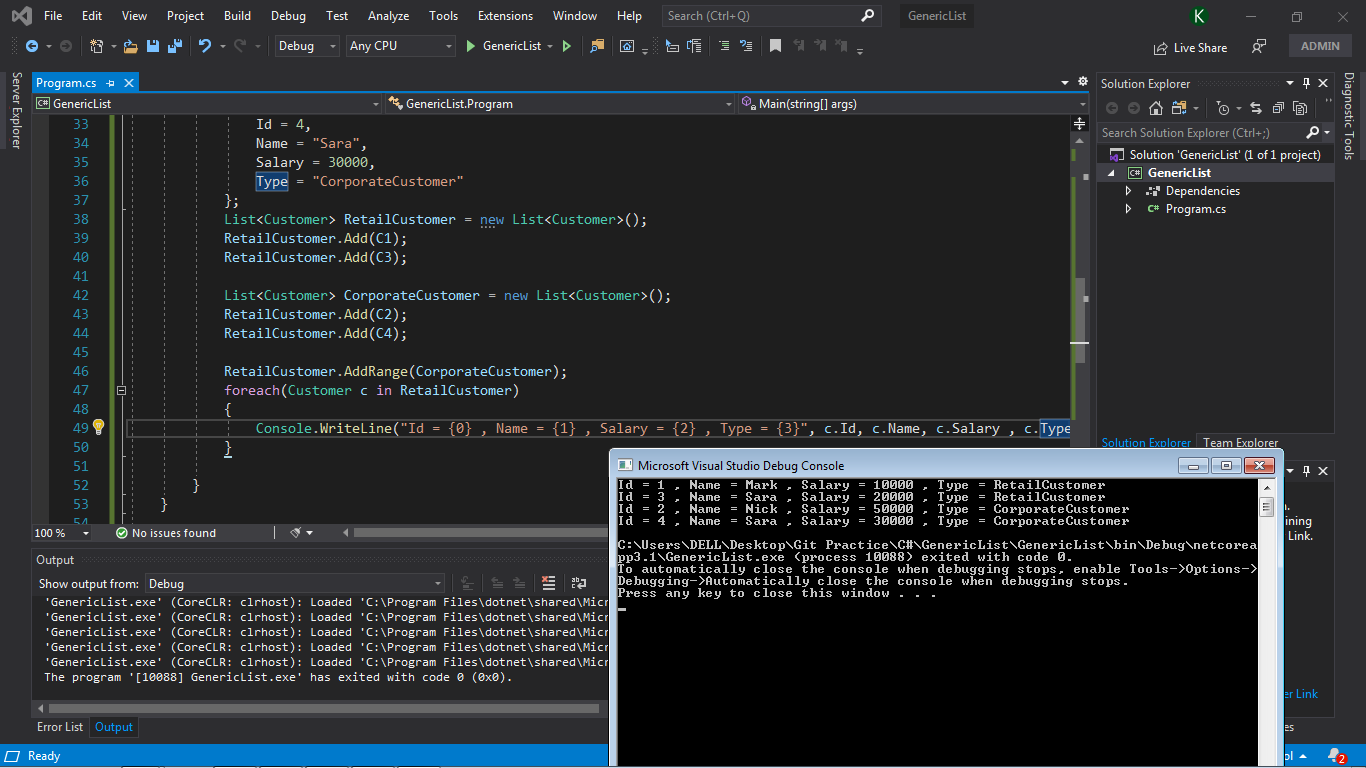 File Edit View Project Build Debug Test Analyze Tools Extensions Window Help Search (Ctrl+Q) GenericList K
Debug Any CPU GenericList Live Share ADMIN
Server Explorer
Program.cs
GenericList GenericList.Program Main(string[] args)
33 Id = 4,
34 Name = "Sara",
35 Salary = 30000,
36 Type = "CorporateCustomer"
37 };
38 List<Customer> RetailCustomer = new List<Customer>();
39 RetailCustomer.Add(C1);
40 RetailCustomer.Add(C3);
41
42 List<Customer> CorporateCustomer = new List<Customer>();
43 RetailCustomer.Add(C2);
44 RetailCustomer.Add(C4);
45
46 RetailCustomer.AddRange(CorporateCustomer);
47 foreach(Customer c in RetailCustomer)
48 {
49 Console.WriteLine("Id = {0} , Name = {1} , Salary = {2} , Type = {3}", c.Id, c.Name, c.Salary , c.Type
50 }
51
52 }
53 }
54
100 % No issues found
Solution Explorer
Search Solution Explorer (Ctrl+;)
Solution 'GenericList' (1 of 1 project)
C# GenericList
Dependencies
C# Program.cs
Solution Explorer Team Explorer
Diagnostic Tools
Output
Show output from: Debug
'GenericList.exe' (CoreCLR: clrhost): Loaded 'C:\Program Files\dotnet\shared\Micr
'GenericList.exe' (CoreCLR: clrhost): Loaded 'C:\Program Files\dotnet\shared\Micr
'GenericList.exe' (CoreCLR: clrhost): Loaded 'C:\Program Files\dotnet\shared\Micr
'GenericList.exe' (CoreCLR: clrhost): Loaded 'C:\Program Files\dotnet\shared\Micr
'GenericList.exe' (CoreCLR: clrhost): Loaded 'C:\Program Files\dotnet\shared\Micr
The program '[10088] GenericList.exe' has exited with code 0 (0x0).
Error List Output
Ready
Microsoft Visual Studio Debug Console
Id = 1 , Name = Mark , Salary = 10000 , Type = RetailCustomer
Id = 3 , Name = Sara , Salary = 20000 , Type = RetailCustomer
Id = 2 , Name = Nick , Salary = 50000 , Type = CorporateCustomer
Id = 4 , Name = Sara , Salary = 30000 , Type = CorporateCustomer
C:\Users\DELL\Desktop\Git Practice\C#\GenericList\GenericList\bin\Debug\netcorea
pp3.1\GenericList.exe (process 10088) exited with code 0.
To automatically close the console when debugging stops, enable Tools->Options->
Debugging->Automatically close the console when debugging stops.
Press any key to close this window . . .
ining
Link.
er Link
2